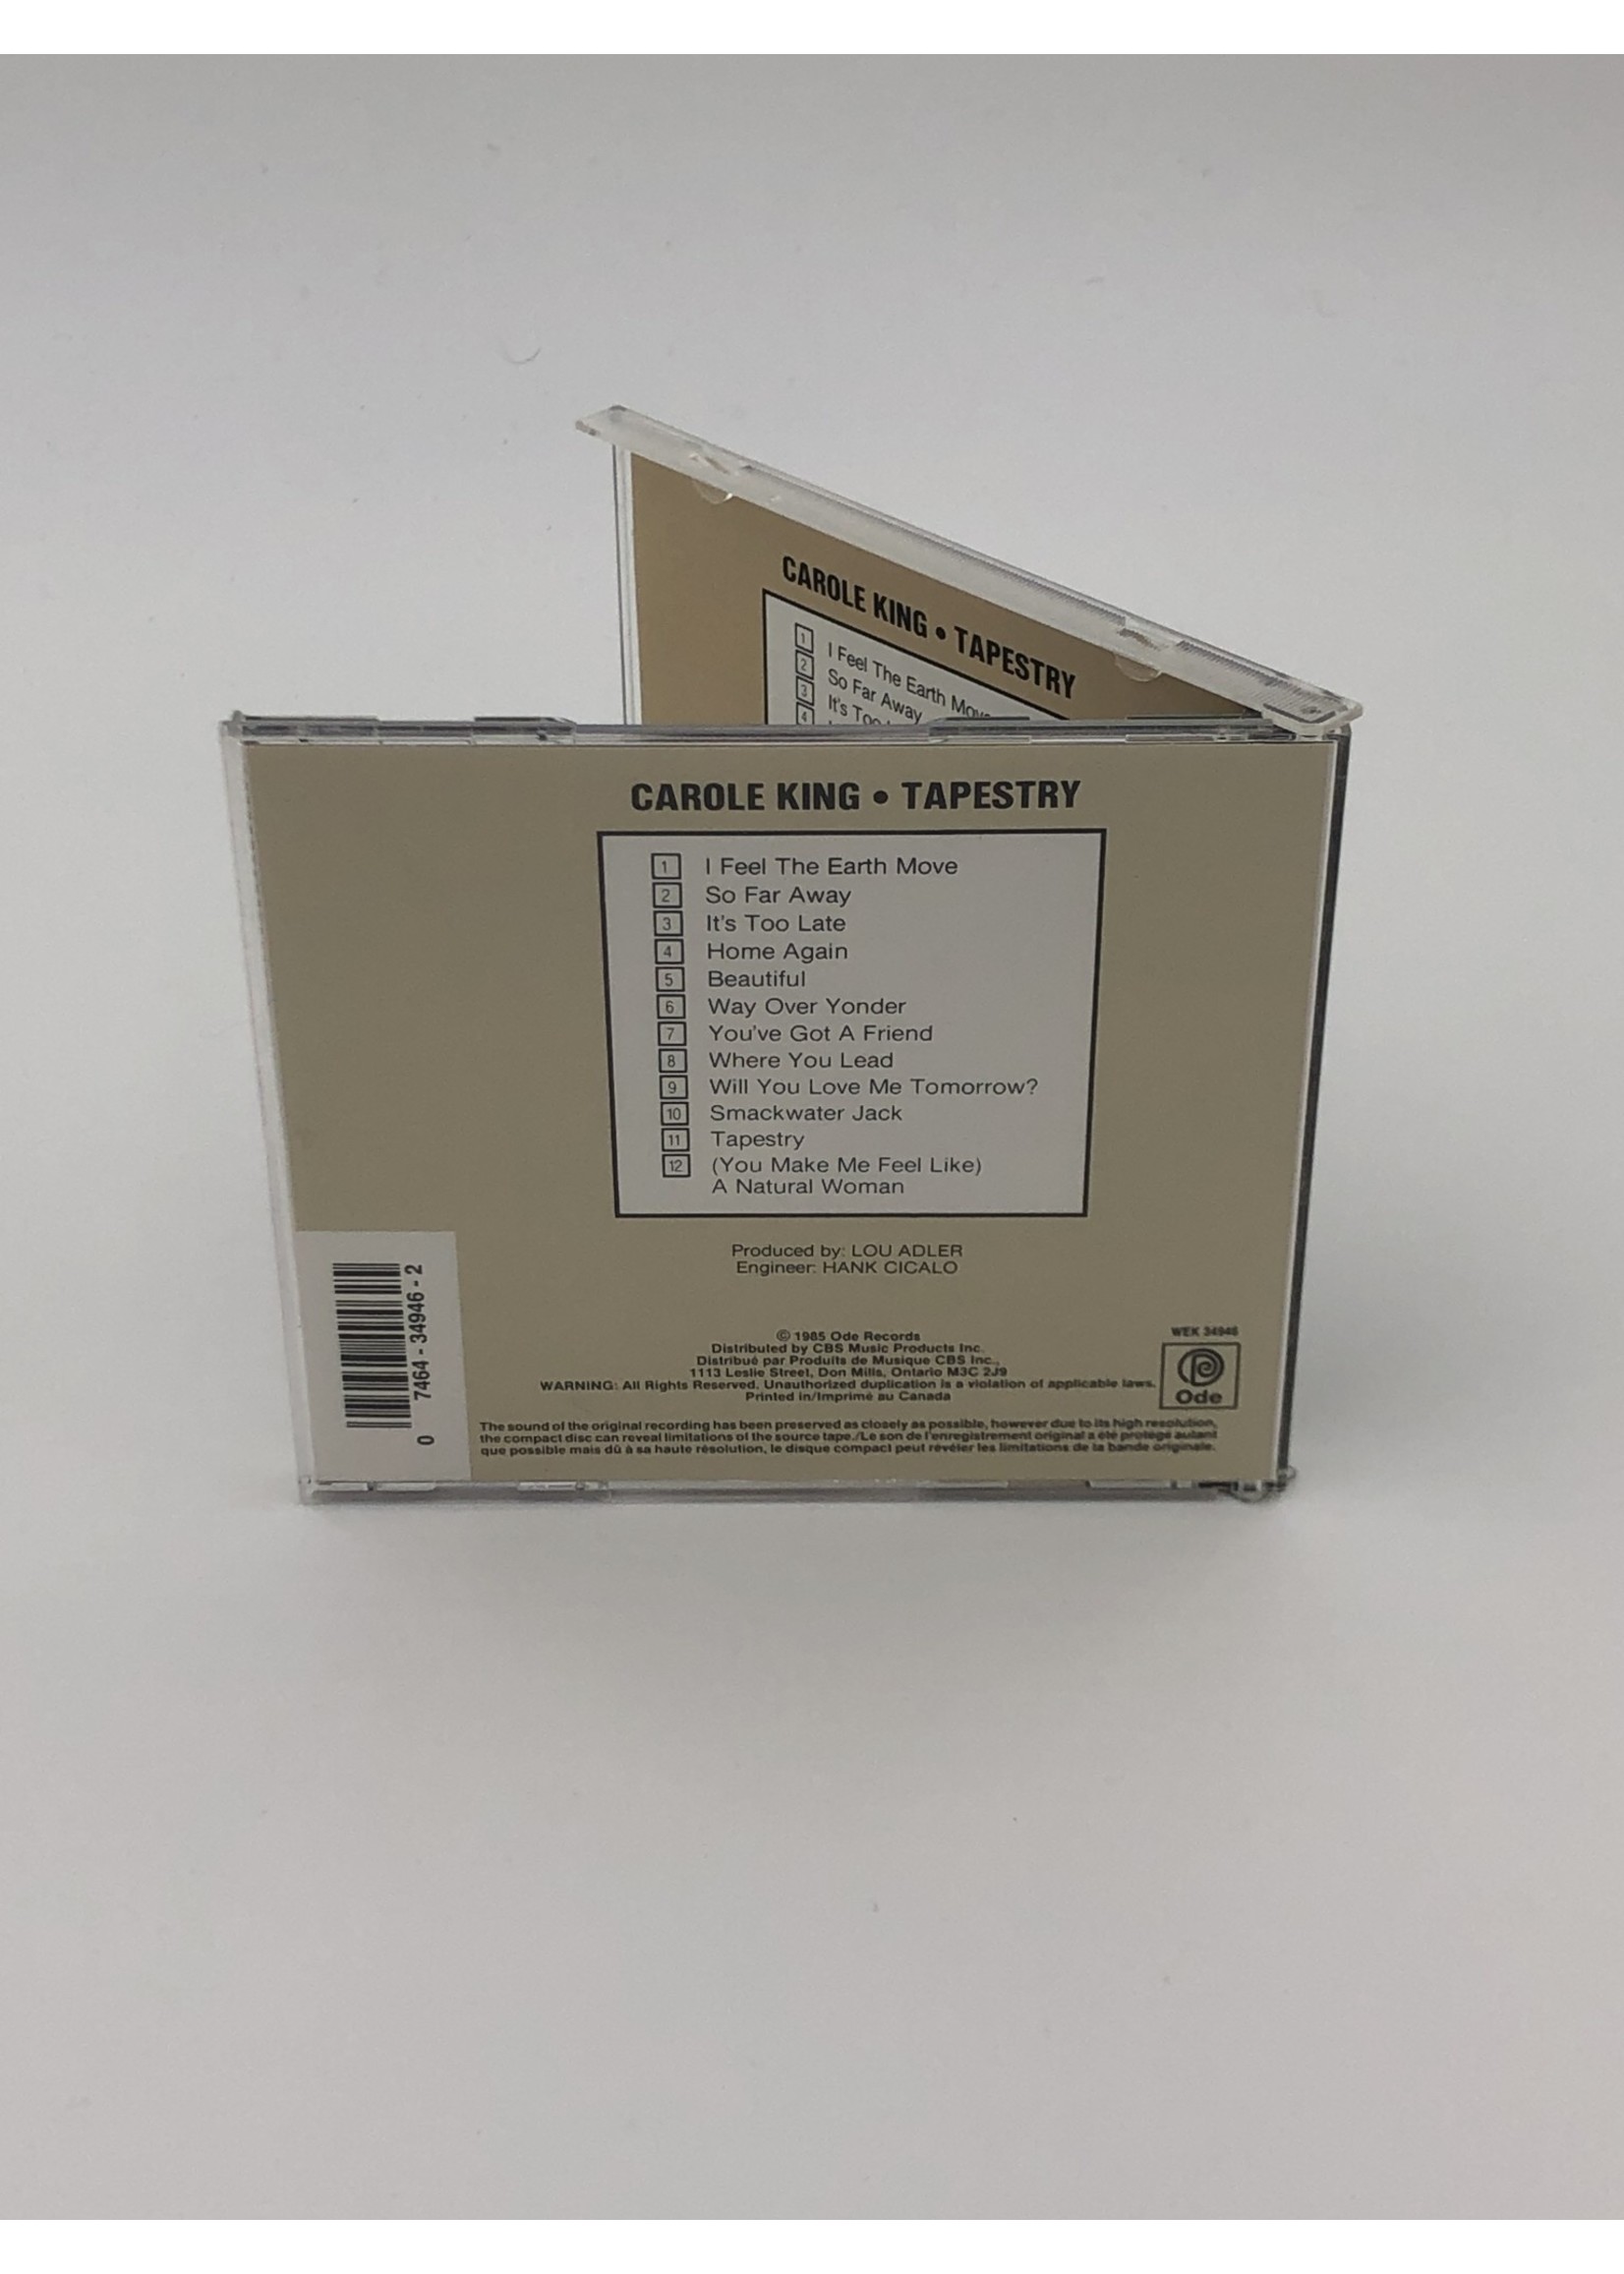 CAROLE KING • TAPESTRY
1 I Feel The Earth Move
2 So Far Away
3 It's Too
4
CAROLE KING • TAPESTRY
1 I Feel The Earth Move
2 So Far Away
3 It's Too Late
4 Home Again
5 Beautiful
6 Way Over Yonder
7 You've Got A Friend
8 Where You Lead
9 Will You Love Me Tomorrow?
10 Smackwater Jack
11 Tapestry
12 (You Make Me Feel Like)
A Natural Woman
Produced by: LOU ADLER
Engineer: HANK CICALO
0 7464 - 34946 - 2
© 1985 Ode Records
Distributed by CBS Music Products Inc.
Distribué par Produits de Musique CBS Inc.,
1113 Leslie Street, Don Mills, Ontario M3C 2J9
WARNING: All Rights Reserved. Unauthorized duplication is a violation of applicable laws.
Printed in/Imprimé au Canada
WEK 34946
Ode
The sound of the original recording has been preserved as closely as possible, however due to its high resolution,
the compact disc can reveal limitations of the source tape./Le son de l'enregistrement original a été protégé autant
que possible mais dû à sa haute résolution, le disque compact peut révéler les limitations de la bande originale.